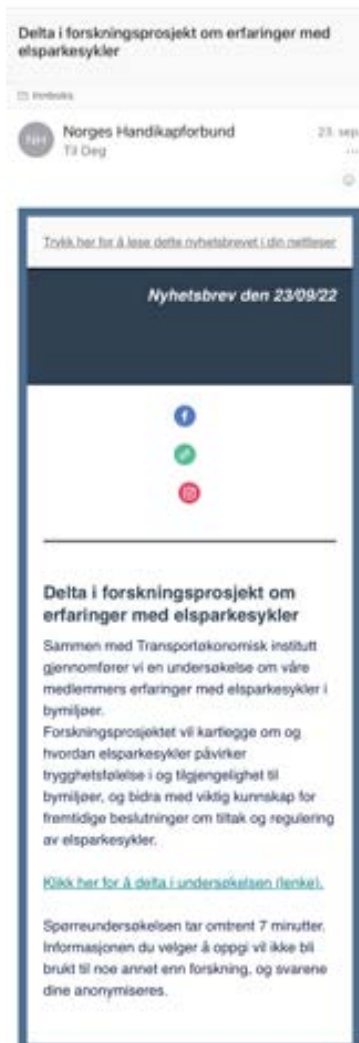 Delta i forskningsprosjekt om erfaringer med
elsparkesykler
Innboks
NH
Norges Handikapforbund
23. sep
Til Deg
Trykk her for å lese dette nyhetsbrevet i din nettleser
Nyhetsbrev den 23/09/22
Delta i forskningsprosjekt om
erfaringer med elsparkesykler
Sammen med Transportøkonomisk institutt
gjennomfører vi en undersøkelse om våre
medlemmers erfaringer med elsparkesykler i
bymiljøer.
Forskningsprosjektet vil kartlegge om og
hvordan elsparkesykler påvirker
trygghetsfølelse i og tilgjengelighet til
bymiljøer, og bidra med viktig kunnskap for
fremtidige beslutninger om tiltak og regulering
av elsparkesykler.
Klikk her for å delta i undersøkelsen (lenke).
Spørreundersøkelsen tar omtrent 7 minutter.
Informasjonen du velger å oppgi vil ikke bli
brukt til noe annet enn forskning, og svarene
dine anonymiseres.